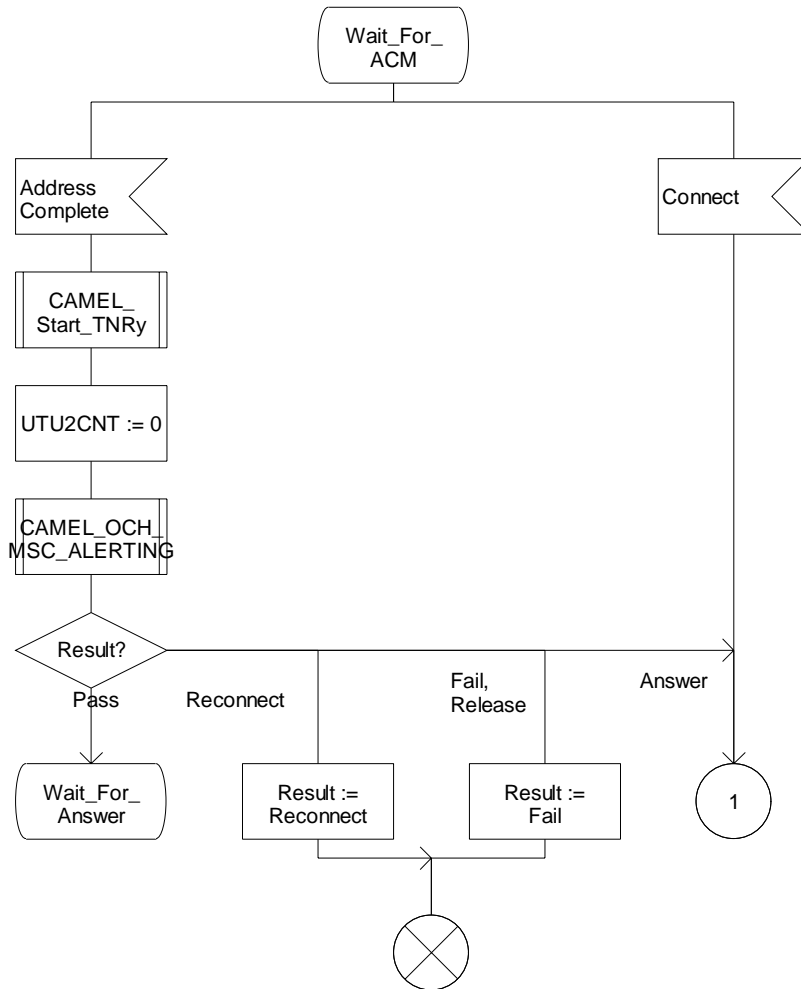 Wait_For_
ACM
Address
Complete
Connect
CAMEL_
Start_TNRy
UTU2CNT := 0
CAMEL_OCH_
MSC_ALERTING
Result?
Pass
Reconnect
Fail,
Release
Answer
Wait_For_
Answer
Result :=
Reconnect
Result :=
Fail
1